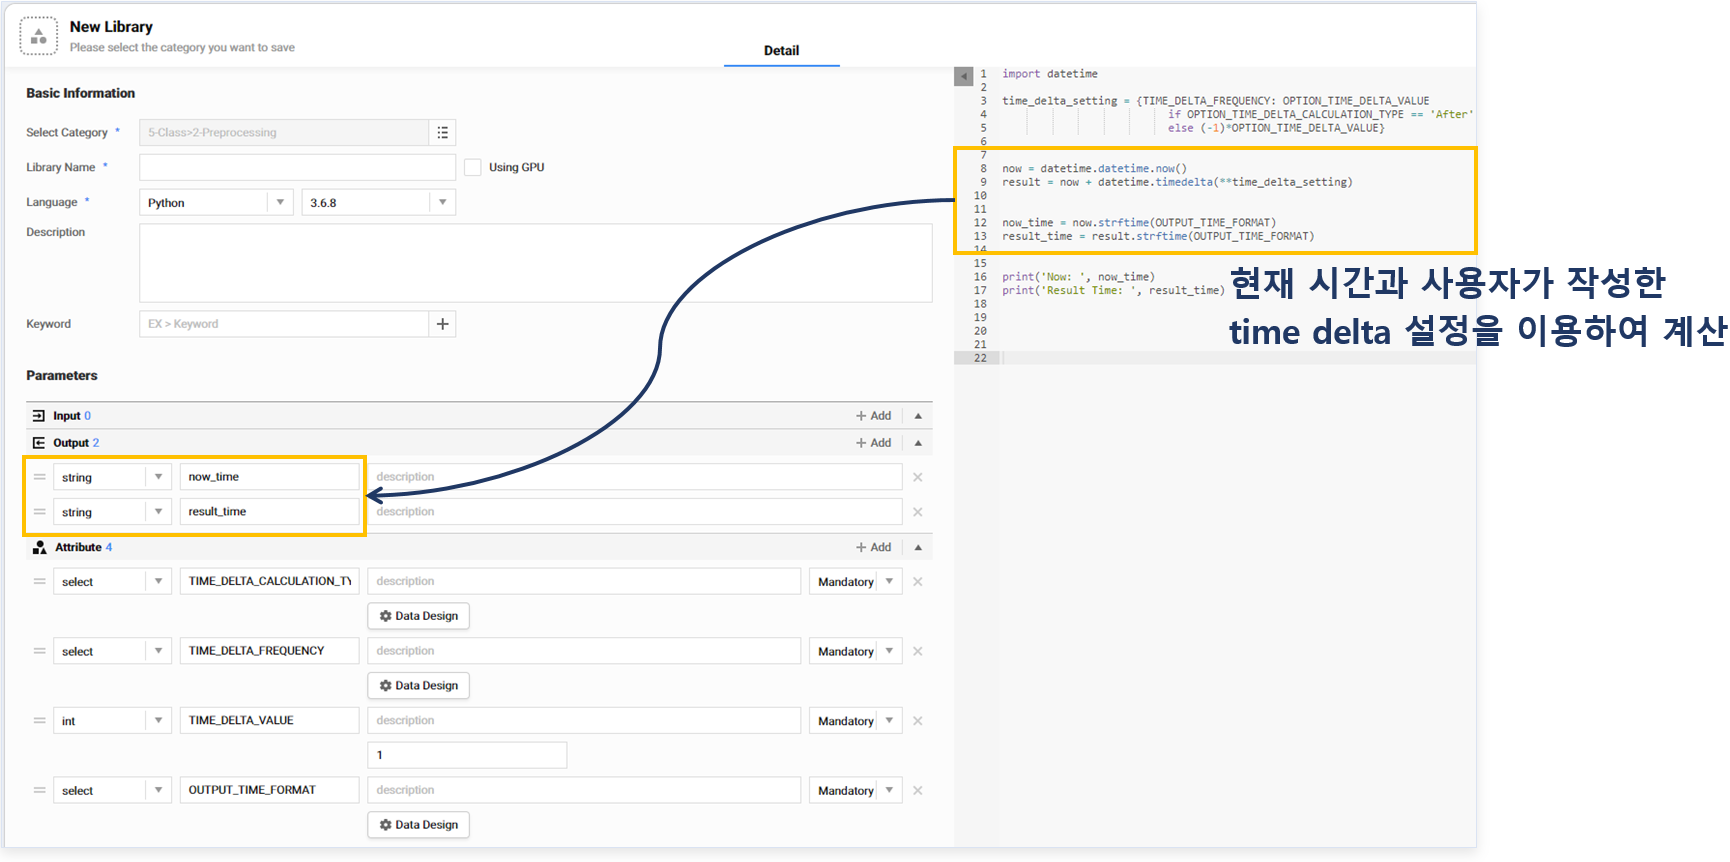 New Library
Please select the category you want to save
Detail
Basic Information
Select Category *
5-Class>2-Preprocessing
Library Name *
Using GPU
Language *
Python
3.6.8
Description
Keyword
EX > Keyword
Parameters
Input 0
+ Add
Output 2
+ Add
string
now_time
description
string
result_time
description
Attribute 4
+ Add
select
TIME_DELTA_CALCULATION_TY
description
Mandatory
Data Design
select
TIME_DELTA_FREQUENCY
description
Mandatory
Data Design
int
TIME_DELTA_VALUE
description
Mandatory
1
select
OUTPUT_TIME_FORMAT
description
Mandatory
Data Design
1 import datetime
2
3 time_delta_setting = {TIME_DELTA_FREQUENCY: OPTION_TIME_DELTA_VALUE
4 if OPTION_TIME_DELTA_CALCULATION_TYPE == 'After'
5 else (-1)*OPTION_TIME_DELTA_VALUE}
6
7
8 now = datetime.datetime.now()
9 result = now + datetime.timedelta(**time_delta_setting)
10
11
12 now_time = now.strftime(OUTPUT_TIME_FORMAT)
13 result_time = result.strftime(OUTPUT_TIME_FORMAT)
14
15
16 print('Now: ', now_time)
17 print('Result Time: ', result_time)
18
19
20
21
22
현재 시간과 사용자가 작성한
time delta 설정을 이용하여 계산